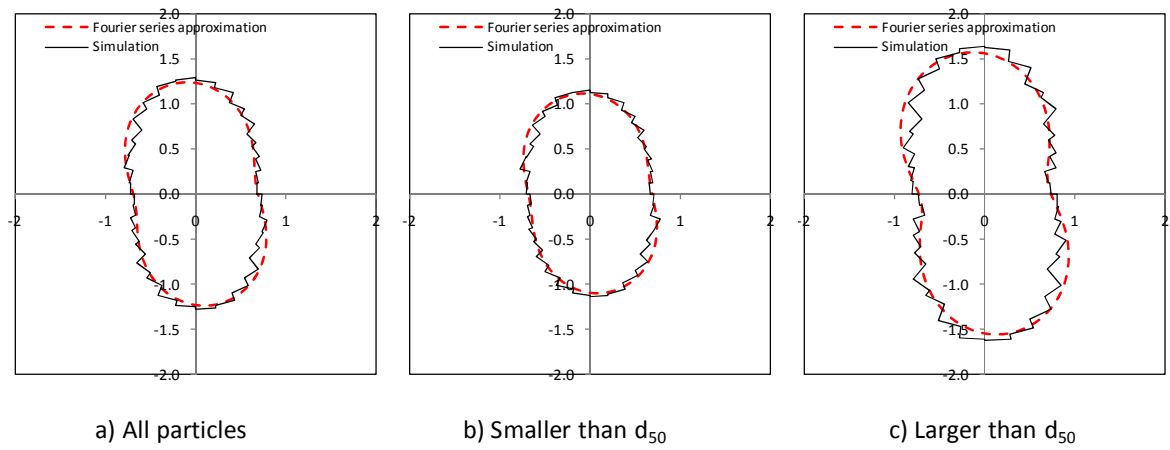 2.0
Fourier series approximation
Simulation
1.5
1.0
0.5
0.0
-2 -1 0 1 2
-0.5
-1.0
-1.5
-2.0
a) All particles
2.0
Fourier series approximation
Simulation
1.5
1.0
0.5
0.0
-2 -1 0 1 2
-0.5
-1.0
-1.5
-2.0
b) Smaller than d50
2.0
Fourier series approximation
Simulation
1.5
1.0
0.5
0.0
-2 -1 0 1 2
-0.5
-1.0
-1.5
-2.0
c) Larger than d50